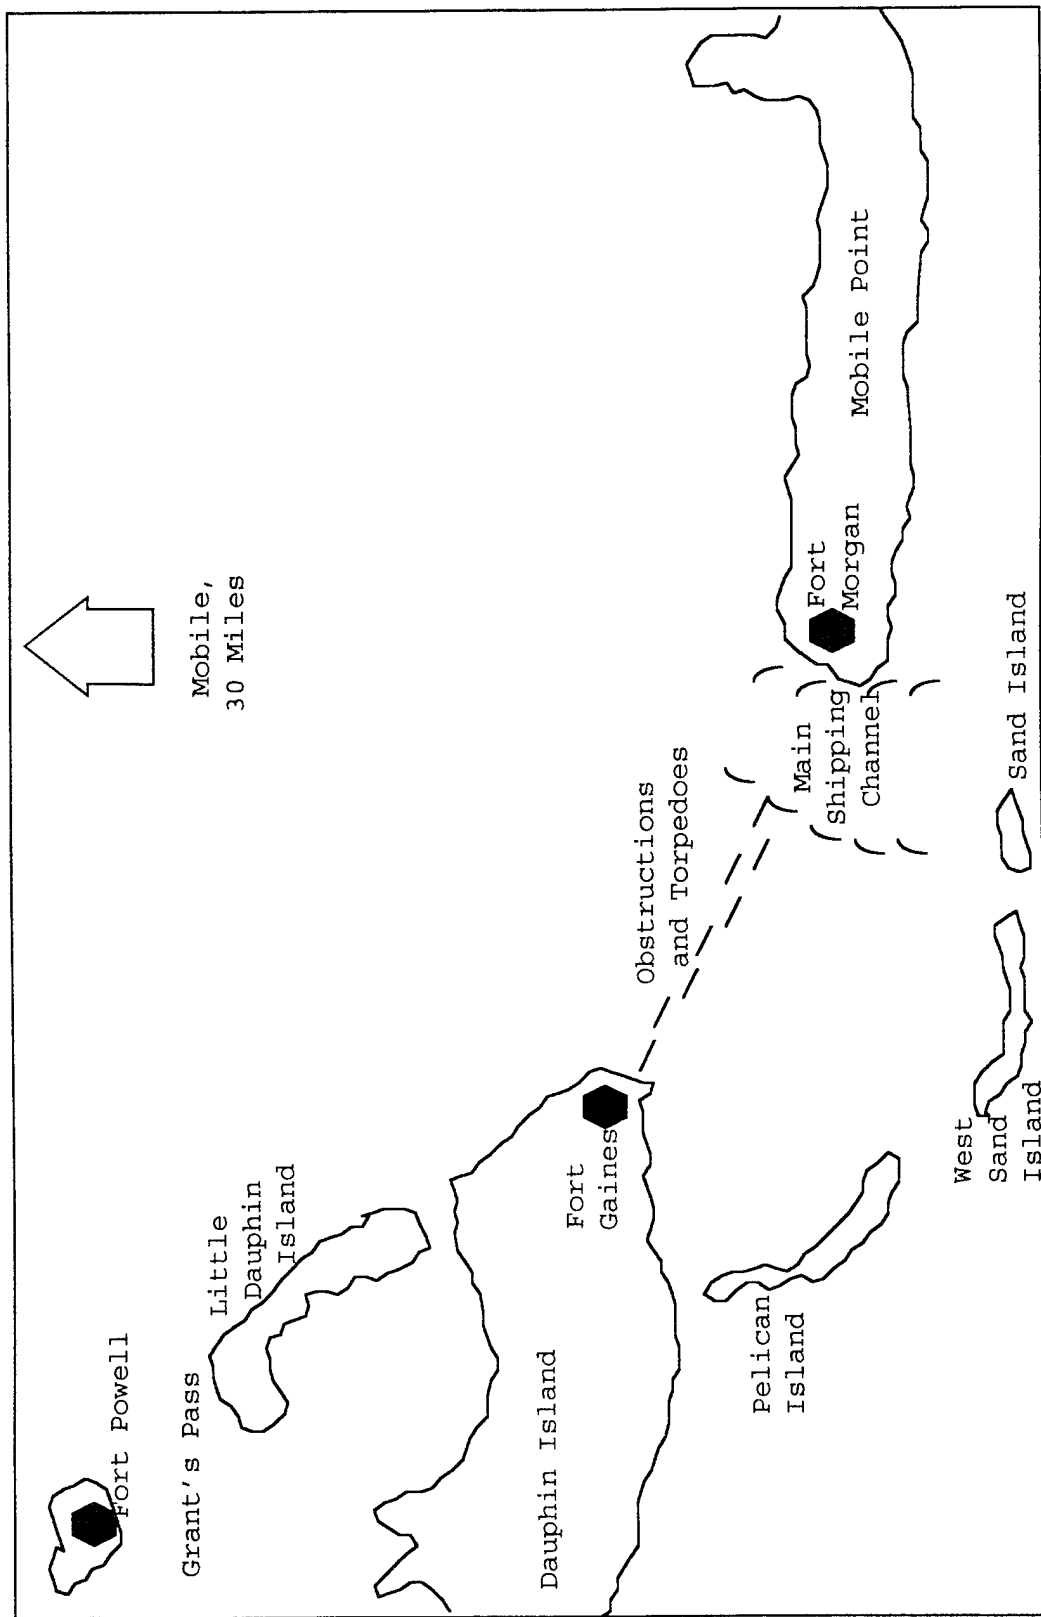 Fort Powell
Grant's Pass
Little
Dauphin
Island
Mobile,
30 Miles
Dauphin Island
Fort
Gaines
Obstructions
and Torpedoes
Pelican
Island
Main
Shipping
Channel
Fort
Morgan
Mobile Point
West
Sand
Island
Sand Island